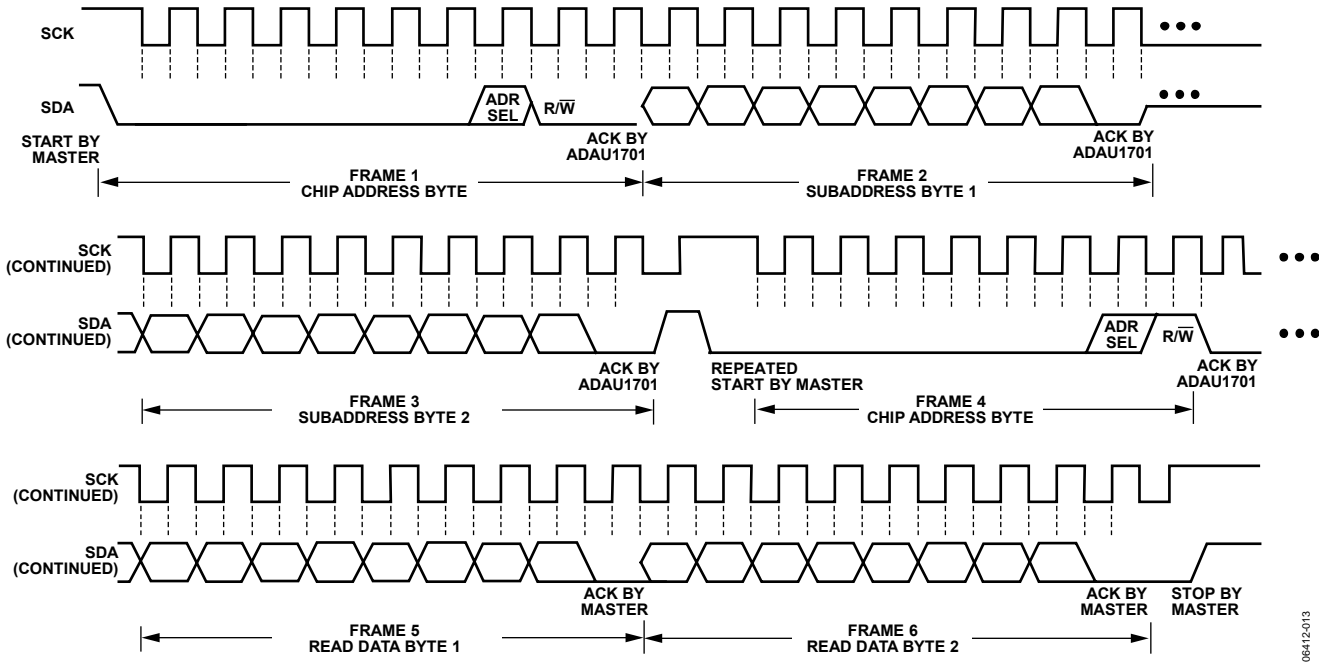 SCK
SDA
ADR
SEL
R/W̅
START BY
MASTER
ACK BY
ADAU1701
ACK BY
ADAU1701
FRAME 1
CHIP ADDRESS BYTE
FRAME 2
SUBADDRESS BYTE 1
SCK
(CONTINUED)
SDA
(CONTINUED)
ADR
SEL
R/W̅
ACK BY
ADAU1701
REPEATED
START BY MASTER
ACK BY
ADAU1701
FRAME 3
SUBADDRESS BYTE 2
FRAME 4
CHIP ADDRESS BYTE
SCK
(CONTINUED)
SDA
(CONTINUED)
ACK BY
MASTER
ACK BY
MASTER
STOP BY
MASTER
FRAME 5
READ DATA BYTE 1
FRAME 6
READ DATA BYTE 2
06412-013